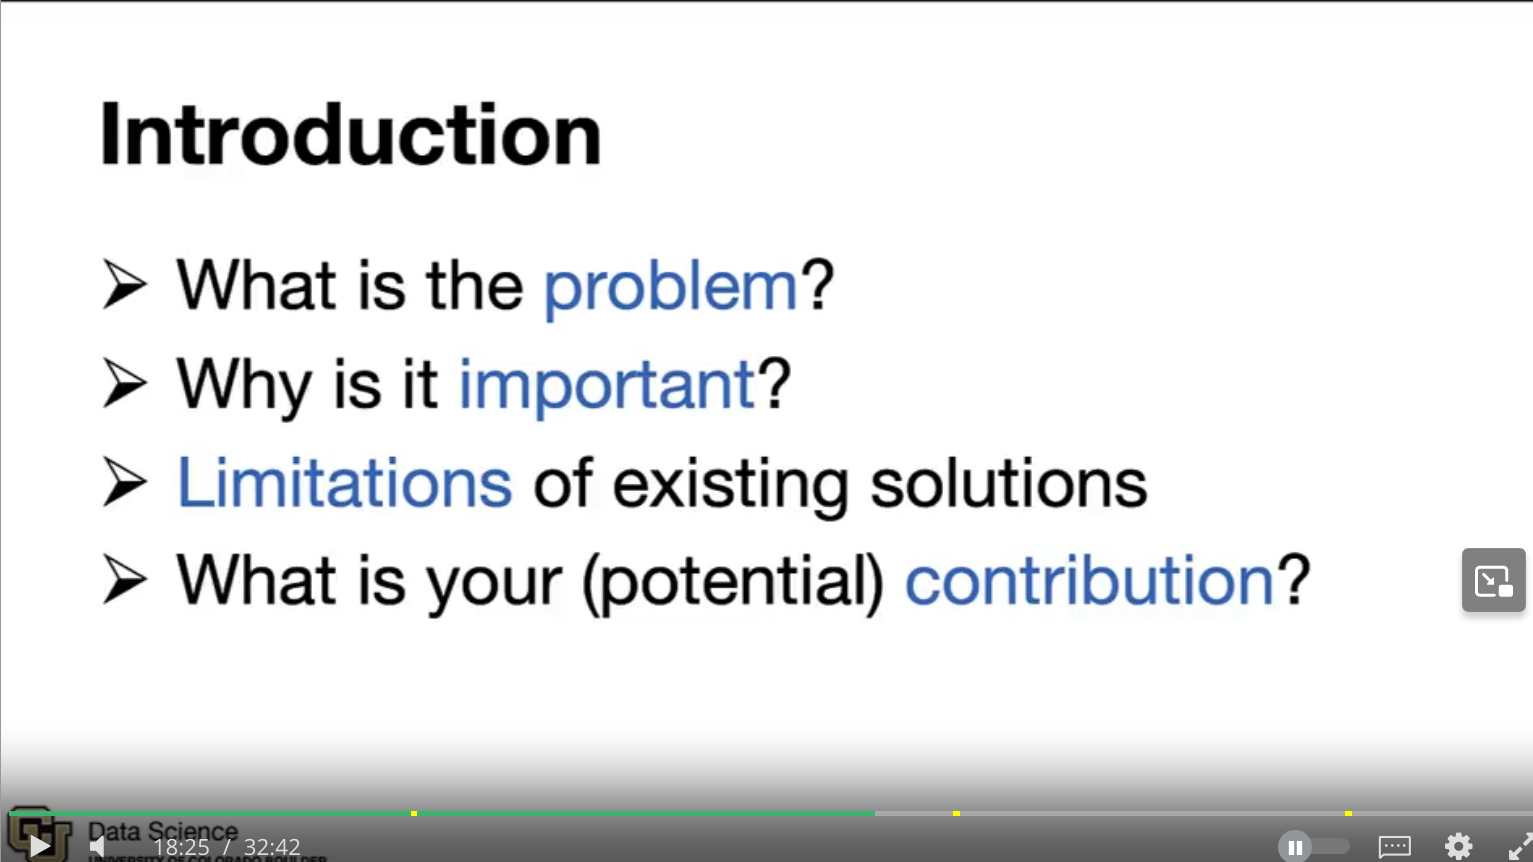 Introduction
➢ What is the problem?
➢ Why is it important?
➢ Limitations of existing solutions
➢ What is your (potential) contribution?
Data Science
18:25 / 32:42
UNIVERSITY OF COLORADO BOULDER